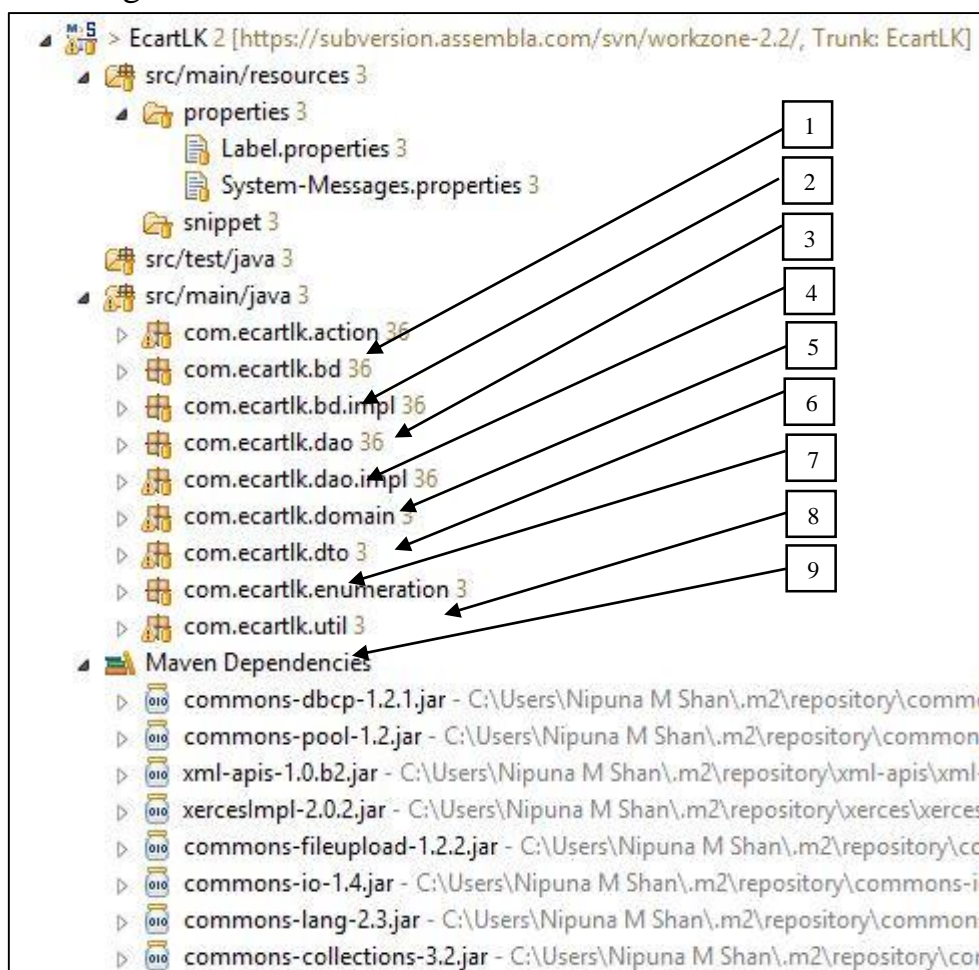 > EcartLK 2 [https://subversion.assembla.com/svn/workzone-2.2/, Trunk: EcartLK]
src/main/resources 3
properties 3
1
Label.properties 3
System-Messages.properties 3
2
snippet 3
3
src/test/java 3
src/main/java 3
4
com.ecartlk.action 36
5
com.ecartlk.bd 36
com.ecartlk.bd.impl 36
6
com.ecartlk.dao 36
7
com.ecartlk.dao.impl 36
com.ecartlk.domain 3
8
com.ecartlk.dto 3
9
com.ecartlk.enumeration 3
com.ecartlk.util 3
Maven Dependencies
commons-dbcp-1.2.1.jar - C:\Users\Nipuna M Shan\.m2\repository\comm
commons-pool-1.2.jar - C:\Users\Nipuna M Shan\.m2\repository\common
xml-apis-1.0.b2.jar - C:\Users\Nipuna M Shan\.m2\repository\xml-apis\xml-
xercesImpl-2.0.2.jar - C:\Users\Nipuna M Shan\.m2\repository\xerces\xerces
commons-fileupload-1.2.2.jar - C:\Users\Nipuna M Shan\.m2\repository\co
commons-io-1.4.jar - C:\Users\Nipuna M Shan\.m2\repository\commons-i
commons-lang-2.3.jar - C:\Users\Nipuna M Shan\.m2\repository\common
commons-collections-3.2.jar - C:\Users\Nipuna M Shan\.m2\repository\co